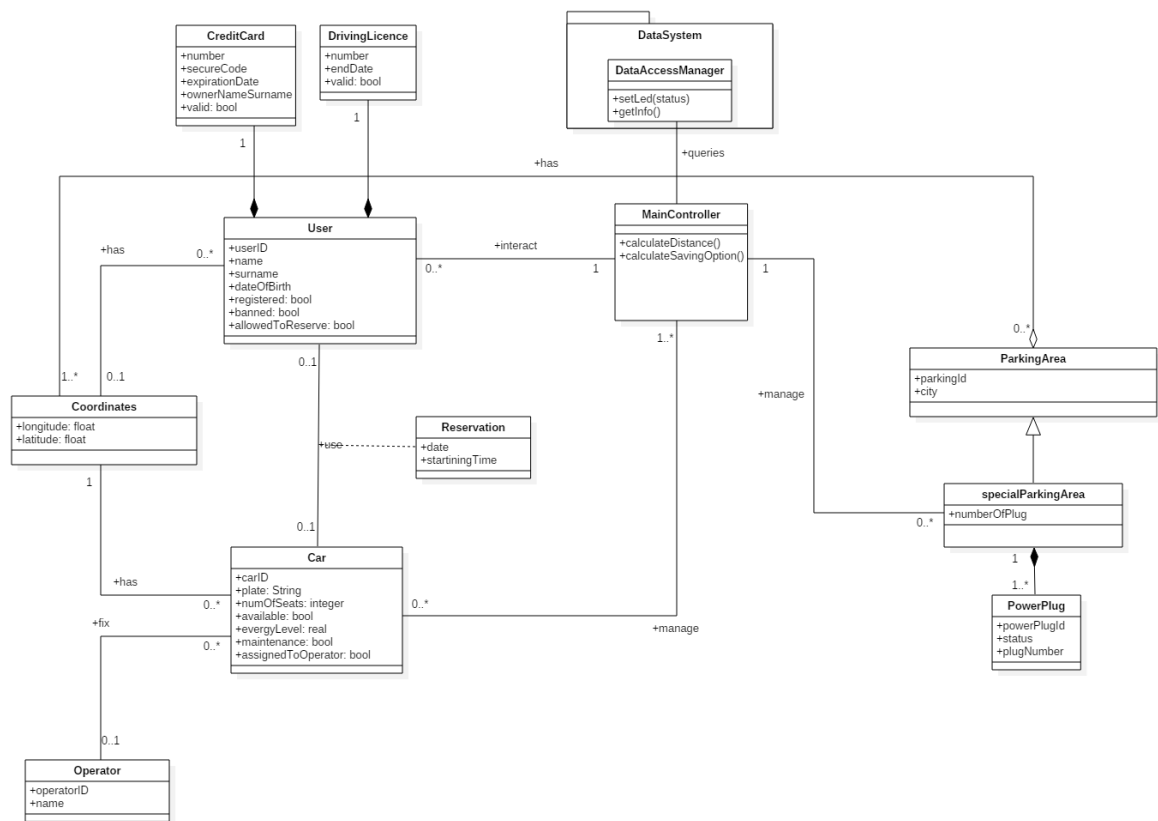 CreditCard
+number
+secureCode
+expirationDate
+ownerNameSurname
+valid: bool
1
DrivingLicence
+number
+endDate
+valid: bool
1
DataSystem
DataAccessManager
+setLed(status)
+getInfo()
+queries
+has
MainController
+calculateDistance()
+calculateSavingOption()
User
+userID
+name
+surname
+dateOfBirth
+registered: bool
+banned: bool
+allowedToReserve: bool
+has
0..*
+interact
0..*
1
1
1..*
0..*
ParkingArea
+parkingId
+city
0..1
1..*
0..1
+manage
Coordinates
+longitude: float
+latitude: float
1
Reservation
+date
+startiningTime
+use
specialParkingArea
+numberOfPlug
0..*
0..1
1
1..*
Car
+carID
+plate: String
+numOfSeats: integer
+available: bool
+evergyLevel: real
+maintenance: bool
+assignedToOperator: bool
+has
0..*
0..*
+manage
+fix
0..*
PowerPlug
+powerPlugId
+status
+plugNumber
0..1
Operator
+operatorID
+name